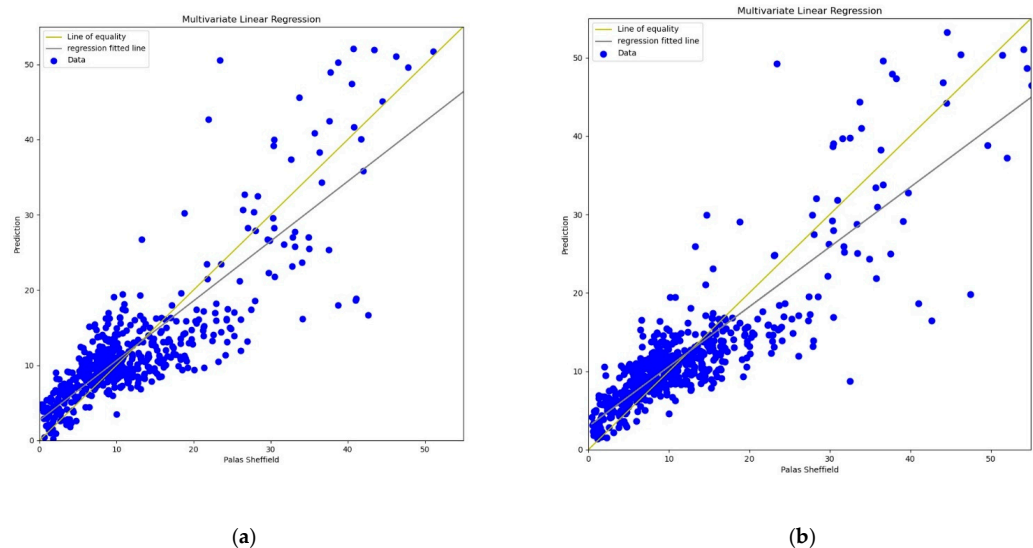 Multivariate Linear Regression
Line of equality
regression fitted line
Data
50
40
30
20
10
0
Prediction
0 10 20 30 40 50
Palas Sheffield
(a)
Multivariate Linear Regression
Line of equality
regression fitted line
Data
50
40
30
20
10
0
Prediction
0 10 20 30 40 50
Palas Sheffield
(b)